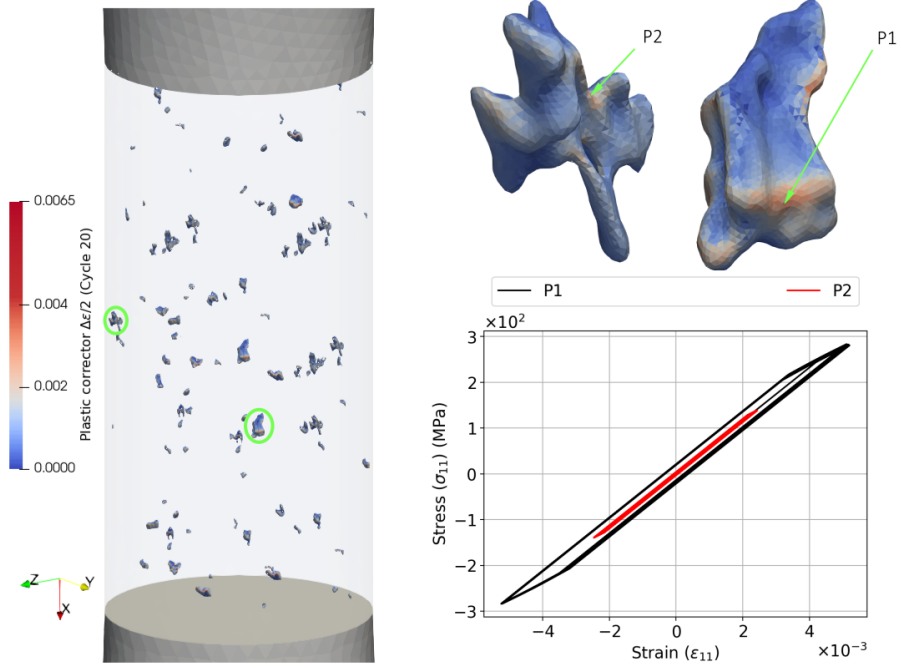 P2
P1
0.0065
0.004
0.002
0.0000
Plastic corrector Δε/2 (Cycle 20)
Z
Y
X
P1
P2
×10²
3
2
1
0
−1
−2
−3
Stress (σ₁₁) (MPa)
−4
−2
0
2
4
×10⁻³
Strain (ε₁₁)